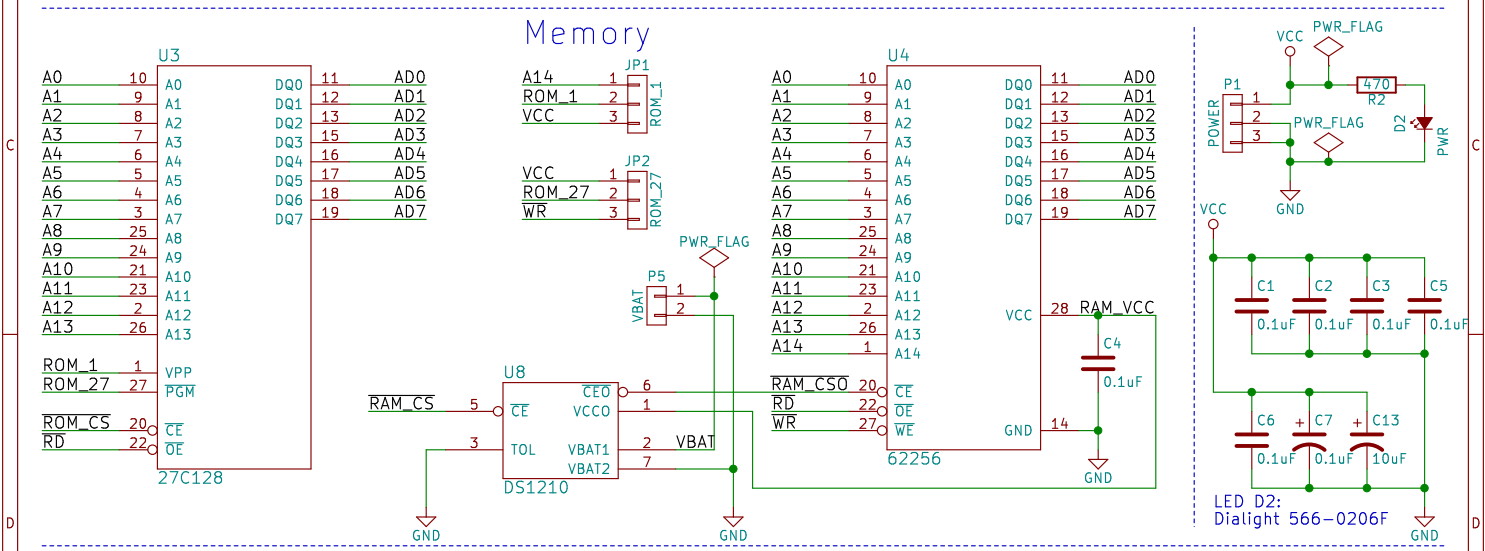 Memory
U3
A0 10 A0 DQ0 11 AD0
A1 9 A1 DQ1 12 AD1
A2 8 A2 DQ2 13 AD2
A3 7 A3 DQ3 15 AD3
A4 6 A4 DQ4 16 AD4
A5 5 A5 DQ5 17 AD5
A6 4 A6 DQ6 18 AD6
A7 3 A7 DQ7 19 AD7
A8 25 A8
A9 24 A9
A10 21 A10
A11 23 A11
A12 2 A12
A13 26 A13
ROM_1 1 VPP
ROM_27 27 PGM
ROM_CS 20 CE
RD 22 OE
27C128
JP1
A14 1
ROM_1 2
VCC 3
ROM_1
JP2
VCC 1
ROM_27 2
WR 3
ROM_27
PWR_FLAG
P5
1
2
VBAT
U8
RAM_CS 5 CE CEO 6
VCCO 1
3 TOL VBAT1 2 VBAT
VBAT2 7
DS1210
GND
GND
U4
A0 10 A0 DQ0 11 AD0
A1 9 A1 DQ1 12 AD1
A2 8 A2 DQ2 13 AD2
A3 7 A3 DQ3 15 AD3
A4 6 A4 DQ4 16 AD4
A5 5 A5 DQ5 17 AD5
A6 4 A6 DQ6 18 AD6
A7 3 A7 DQ7 19 AD7
A8 25 A8
A9 24 A9
A10 21 A10
A11 23 A11
A12 2 A12 VCC 28 RAM_VCC
A13 26 A13
A14 1 A14
RAM_CSO 20 CE
RD 22 OE
WR 27 WE GND 14
62256
C4
0.1uF
GND
VCC
PWR_FLAG
P1
1
2
3
POWER
470
R2
D2
PWR
PWR_FLAG
GND
VCC
C1 C2 C3 C5
0.1uF 0.1uF 0.1uF 0.1uF
C6 + C7 + C13
0.1uF 0.1uF 10uF
LED D2:
Dialight 566-0206F
GND
C
C
D
D